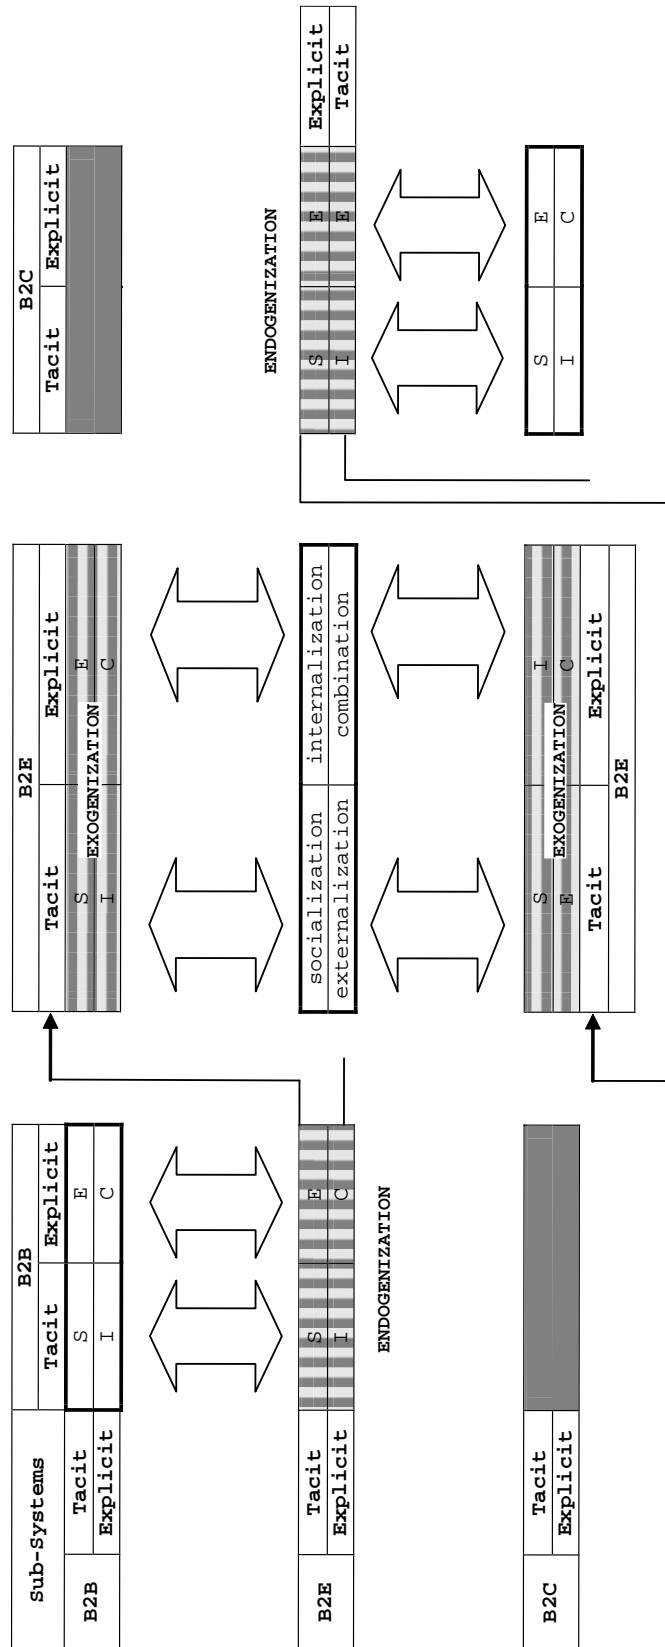 B2B B2E B2C
Sub-Systems
Tacit Explicit Tacit Explicit Tacit Explicit
Tacit S E S E
B2B EXOGENIZATION
Explicit I C I C
ENDOGENIZATION
Tacit S E socialization internalization S E Explicit
B2E
Explicit I C externalization combination I E Tacit
ENDOGENIZATION
Tacit S I S E
B2C EXOGENIZATION
Explicit E C I C
Tacit Explicit
B2E